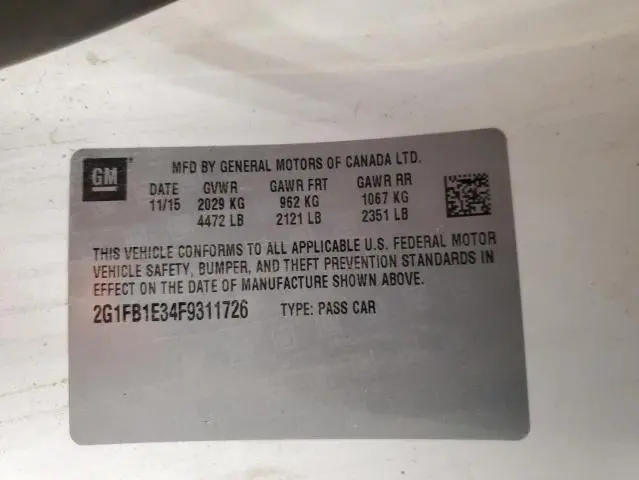 GM
MFD BY GENERAL MOTORS OF CANADA LTD.
DATE GVWR GAWR FRT GAWR RR
11/15 2029 KG 962 KG 1067 KG
4472 LB 2121 LB 2351 LB
THIS VEHICLE CONFORMS TO ALL APPLICABLE U.S. FEDERAL MOTOR
VEHICLE SAFETY, BUMPER, AND THEFT PREVENTION STANDARDS IN
EFFECT ON THE DATE OF MANUFACTURE SHOWN ABOVE.
2G1FB1E34F9311726 TYPE: PASS CAR